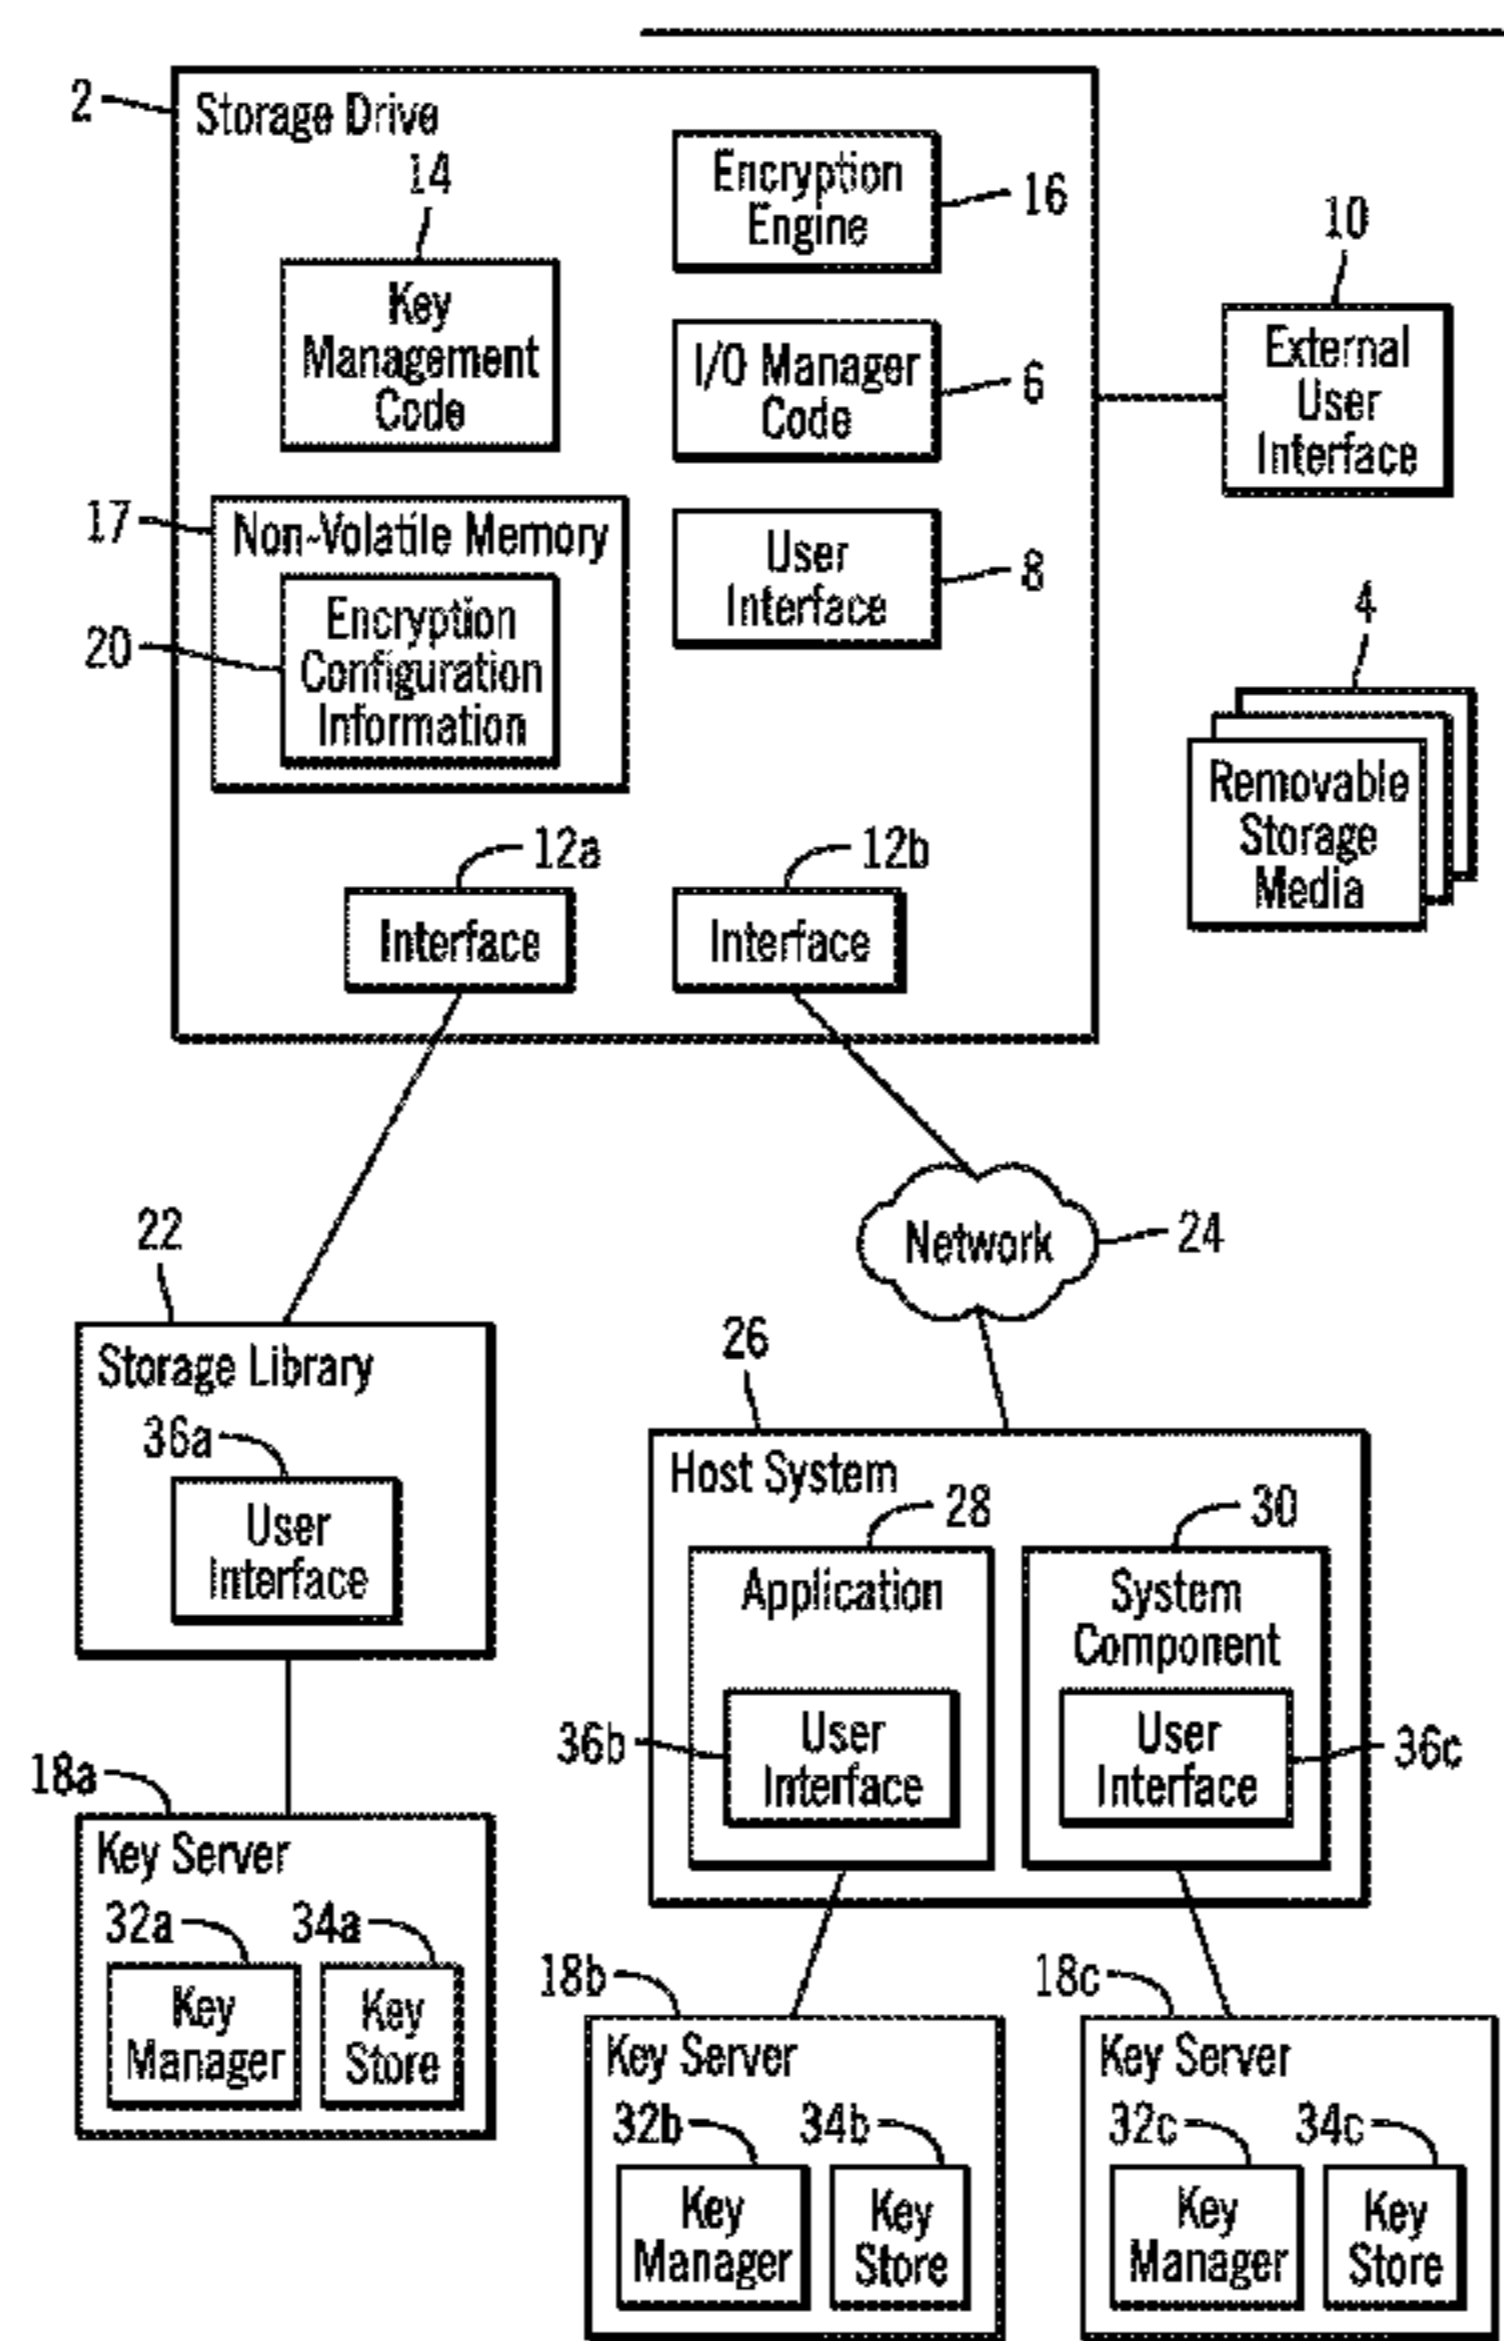 2
Storage Drive
14
Encryption
Engine
16
10
Key
Management
Code
I/O Manager
Code
6
External
User
Interface
17
Non-Volatile Memory
User
Interface
8
20
Encryption
Configuration
Information
4
Removable
Storage
Media
12a
12b
Interface
Interface
22
Network
24
26
Storage Library
36a
User
Interface
Host System
28
30
Application
System
Component
36b
User
Interface
User
Interface
36c
18a
Key Server
32a
34a
Key
Manager
Key
Store
18b
18c
Key Server
32b
34b
Key
Manager
Key
Store
Key Server
32c
34c
Key
Manager
Key
Store